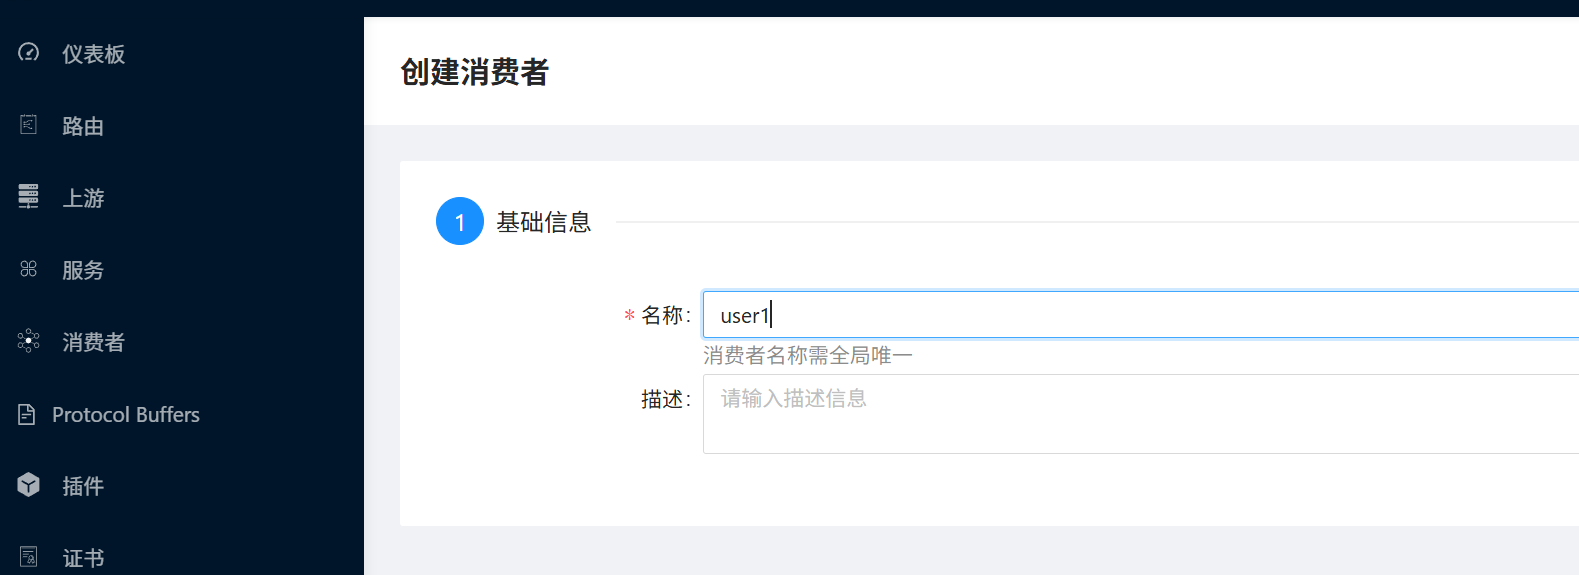 仪表板
路由
上游
服务
消费者
Protocol Buffers
插件
证书
创建消费者
1 基础信息
* 名称: user1
消费者名称需全局唯一
描述: 请输入描述信息